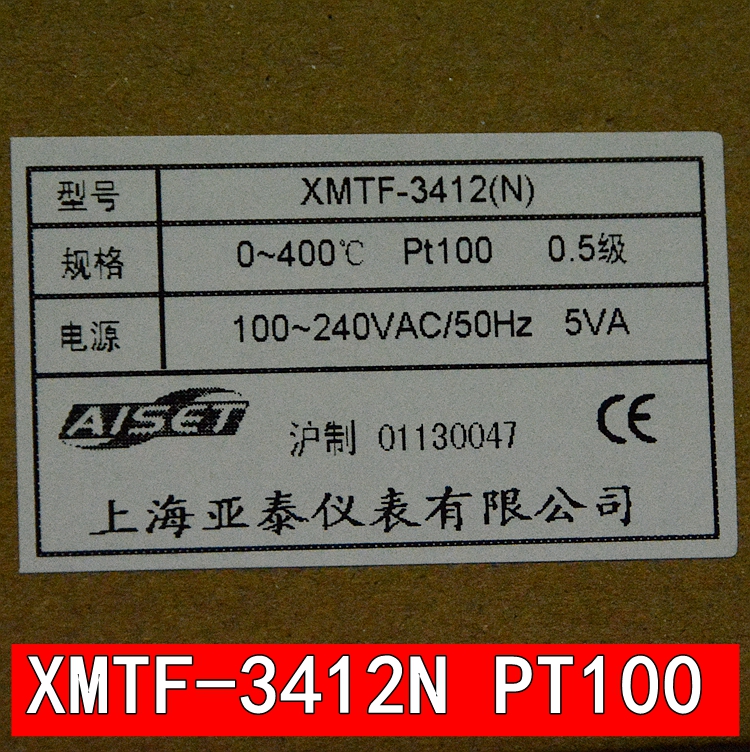 型号 XMTF-3412(N)
规格 0~400℃ Pt100 0.5级
电源 100~240VAC/50Hz 5VA
AISET 沪制 01130047 CE
上海亚泰仪表有限公司
XMTF-3412N PT100